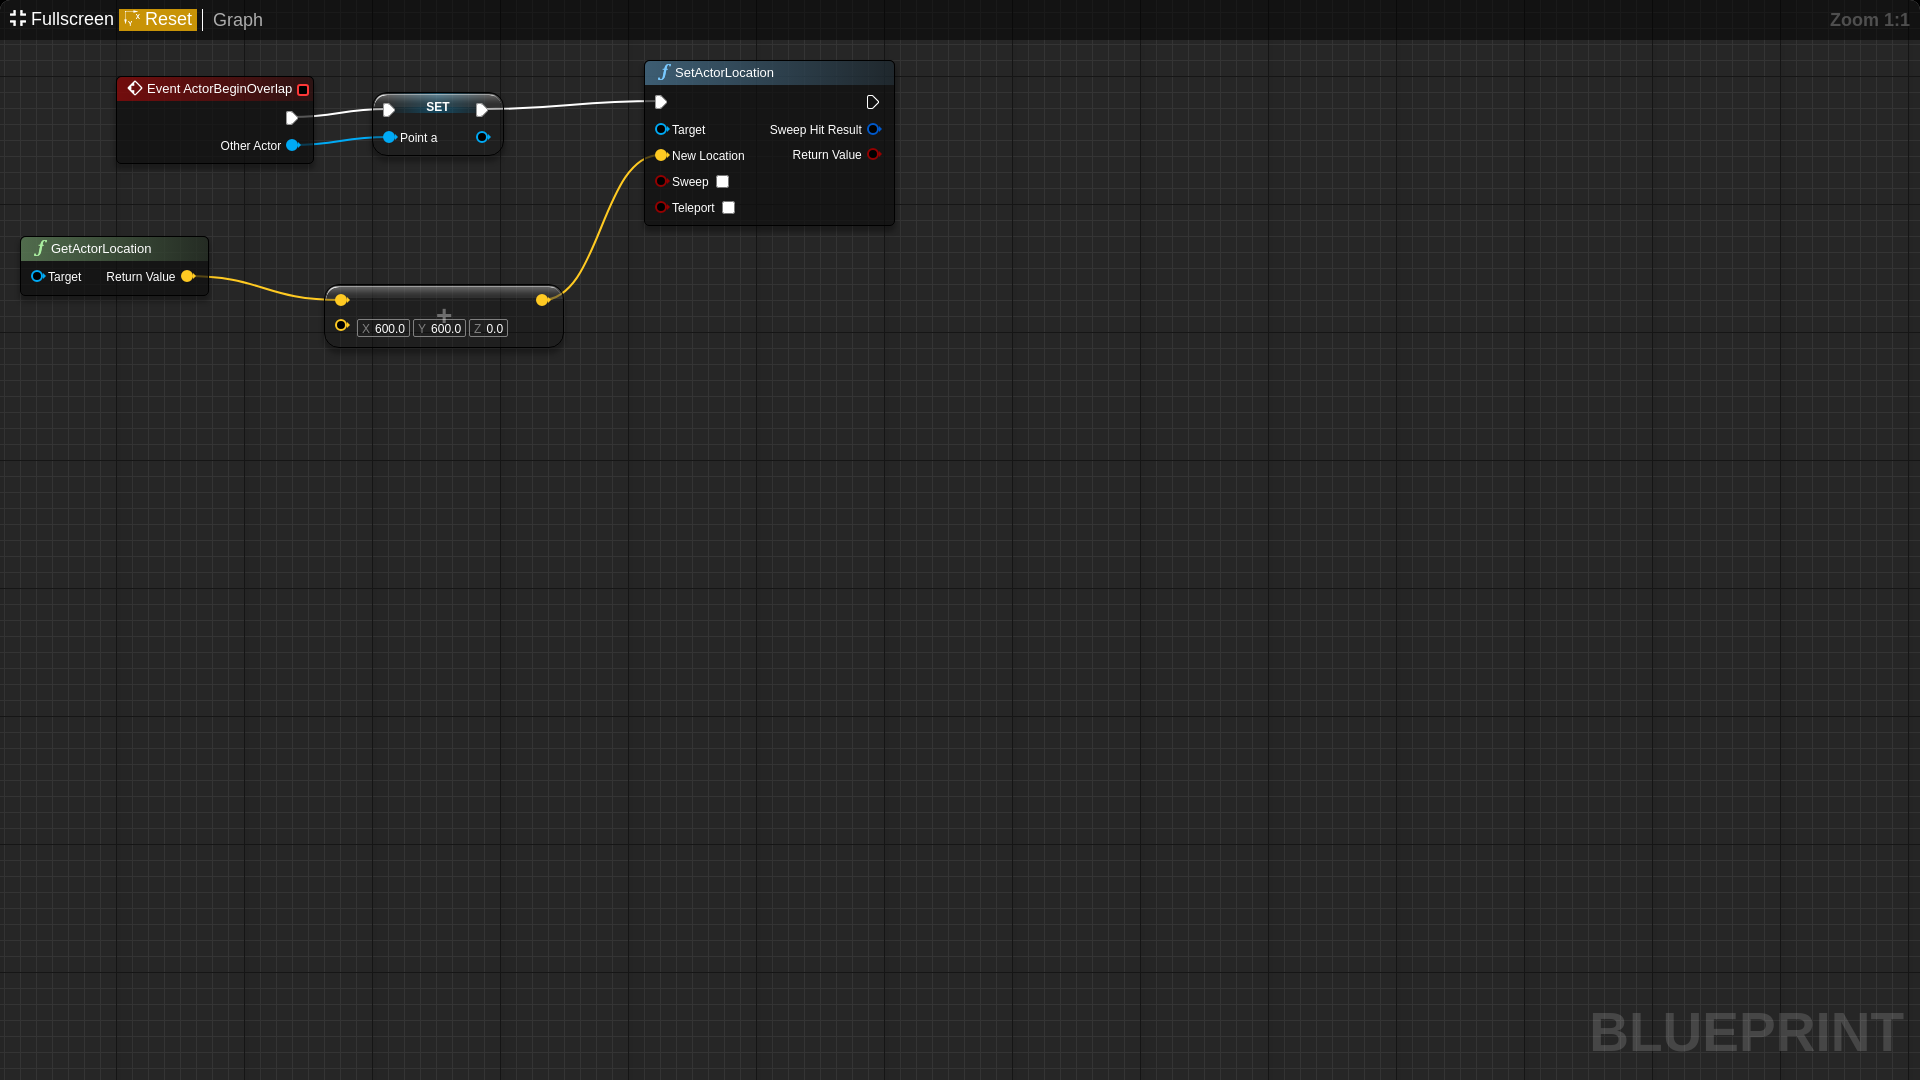 Fullscreen Reset Graph
Zoom 1:1
Event ActorBeginOverlap
Other Actor
SET
Point a
SetActorLocation
Target Sweep Hit Result
New Location Return Value
Sweep
Teleport
GetActorLocation
Target Return Value
+
X 600.0 Y 600.0 Z 0.0
BLUEPRINT